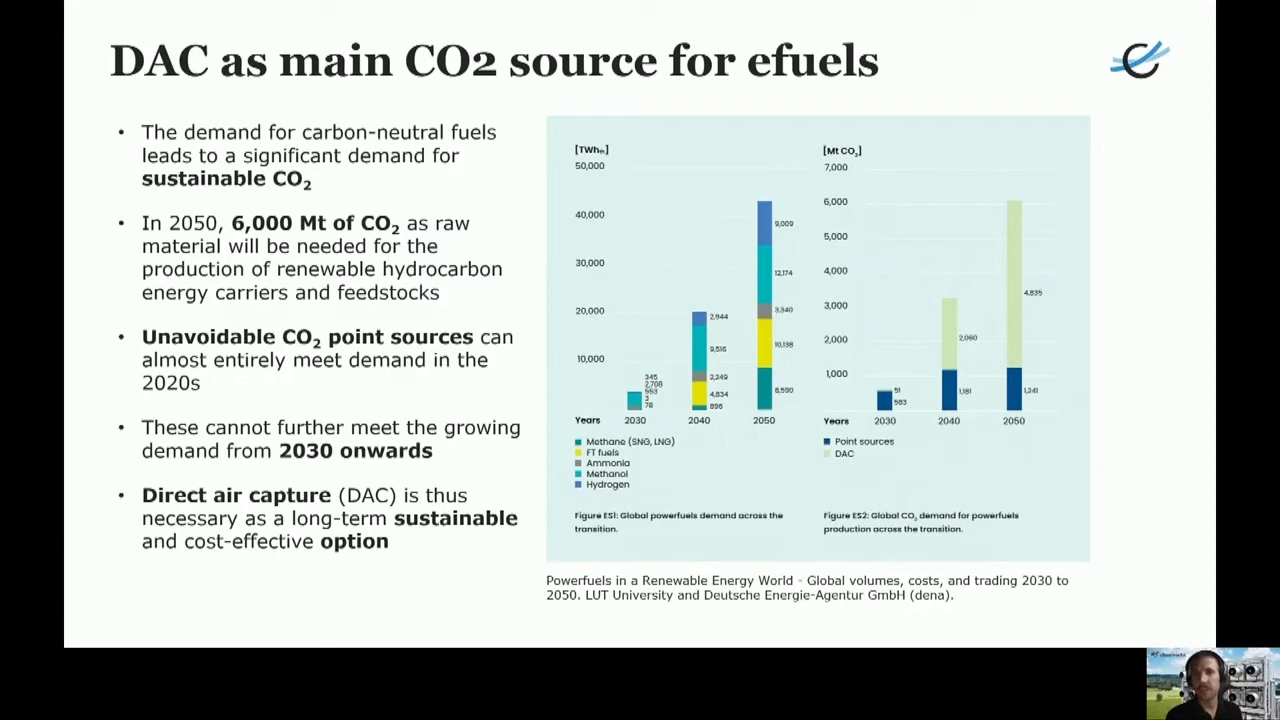 DAC as main CO2 source for efuels
• The demand for carbon-neutral fuels
leads to a significant demand for
sustainable CO₂
• In 2050, 6,000 Mt of CO₂ as raw
material will be needed for the
production of renewable hydrocarbon
energy carriers and feedstocks
• Unavoidable CO₂ point sources can
almost entirely meet demand in the
2020s
• These cannot further meet the growing
demand from 2030 onwards
• Direct air capture (DAC) is thus
necessary as a long-term sustainable
and cost-effective option
[TWhₜₕ]
50,000
40,000
30,000
20,000
10,000
345
2,708
553
3
78
2,944
9,516
2,249
4,834
896
9,009
12,174
3,340
10,138
8,590
Years 2030 2040 2050
Methane (SNG, LNG)
FT fuels
Ammonia
Methanol
Hydrogen
Figure ES1: Global powerfuels demand across the
transition.
[Mt CO₂]
7,000
6,000
5,000
4,000
3,000
2,000
1,000
51
583
2,060
1,181
4,835
1,241
Years 2030 2040 2050
Point sources
DAC
Figure ES2: Global CO₂ demand for powerfuels
production across the transition.
Powerfuels in a Renewable Energy World - Global volumes, costs, and trading 2030 to
2050. LUT University and Deutsche Energie-Agentur GmbH (dena).
climeworks